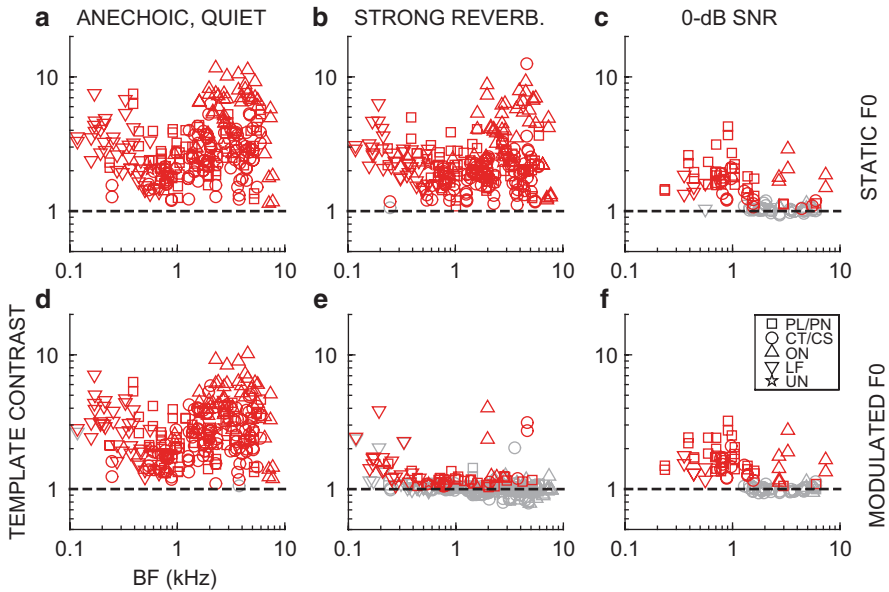 a ANECHOIC, QUIET
b STRONG REVERB.
c 0-dB SNR
10
1
0.1 1 10
10
1
0.1 1 10
10
1
0.1 1 10
STATIC F0
d
e
f
10
1
0.1 1 10
10
1
0.1 1 10
10
1
0.1 1 10
PL/PN
CT/CS
ON
LF
UN
TEMPLATE CONTRAST
MODULATED F0
BF (kHz)